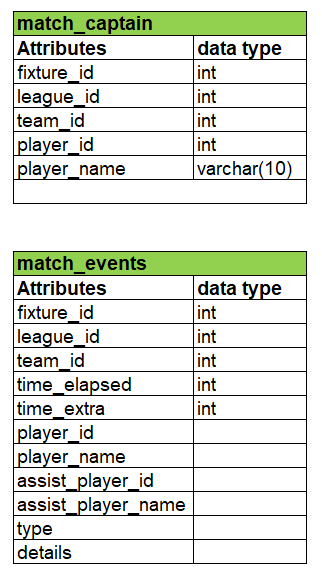 match_captain
Attributes data type
fixture_id int
league_id int
team_id int
player_id int
player_name varchar(10)
match_events
Attributes data type
fixture_id int
league_id int
team_id int
time_elapsed int
time_extra int
player_id
player_name
assist_player_id
assist_player_name
type
details